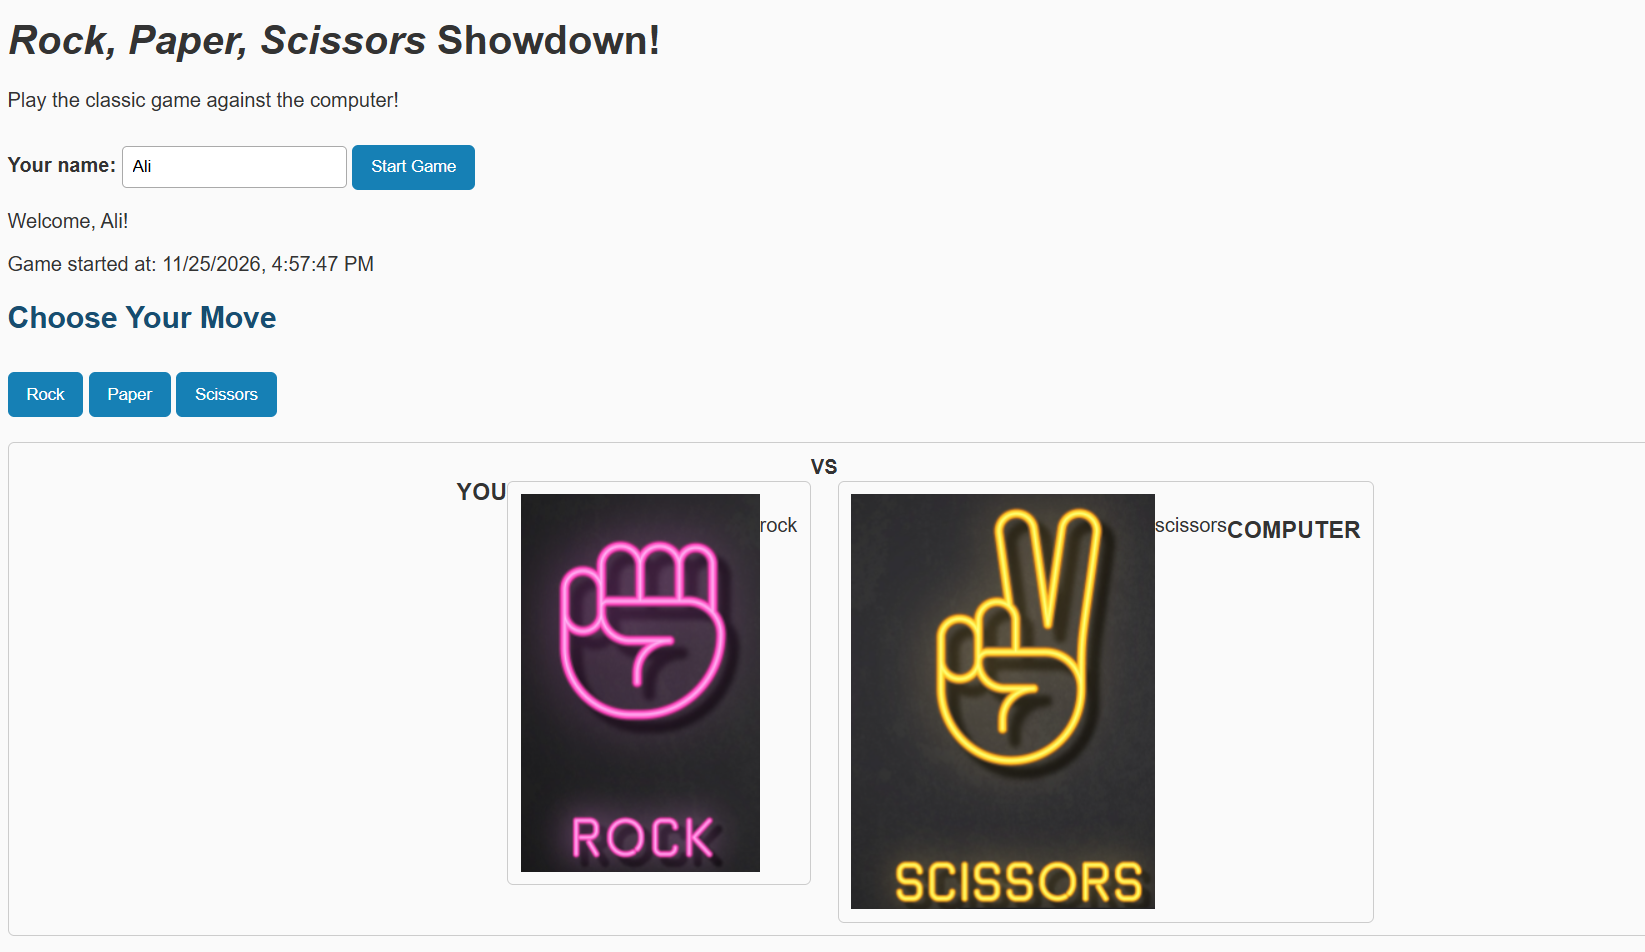 Rock, Paper, Scissors Showdown!
Play the classic game against the computer!
Your name: Ali Start Game
Welcome, Ali!
Game started at: 11/25/2026, 4:57:47 PM
Choose Your Move
Rock Paper Scissors
VS
YOU
rock
scissors
COMPUTER
ROCK
SCISSORS